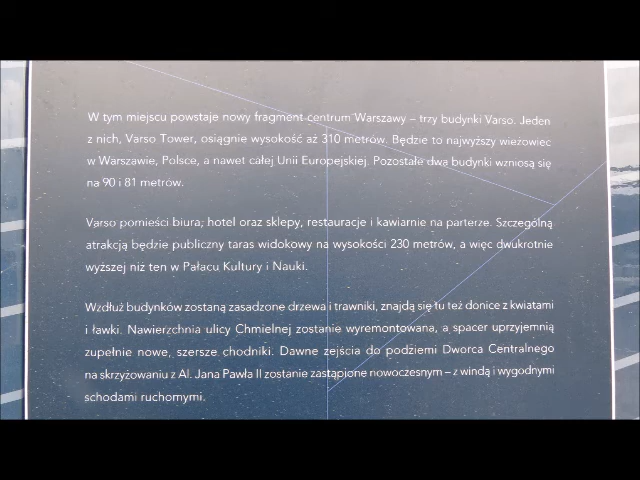 W tym miejscu powstaje nowy fragment centrum Warszawy – trzy budynki Varso. Jeden
z nich, Varso Tower, osiągnie wysokość aż 310 metrów. Będzie to najwyższy wieżowiec
w Warszawie, Polsce, a nawet całej Unii Europejskiej. Pozostałe dwa budynki wzniosą się
na 90 i 81 metrów.
Varso pomieści biura, hotel oraz sklepy, restauracje i kawiarnie na parterze. Szczególną
atrakcją będzie publiczny taras widokowy na wysokości 230 metrów, a więc dwukrotnie
wyższej niż ten w Pałacu Kultury i Nauki.
Wzdłuż budynków zostaną zasadzone drzewa i trawniki, znajdą się tu też donice z kwiatami
i ławki. Nawierzchnia ulicy Chmielnej zostanie wyremontowana, a spacer uprzyjemnią
zupełnie nowe, szersze chodniki. Dawne zejścia do podziemi Dworca Centralnego
na skrzyżowaniu z Al. Jana Pawła II zostanie zastąpione nowoczesnym – z windą i wygodnymi
schodami ruchomymi.